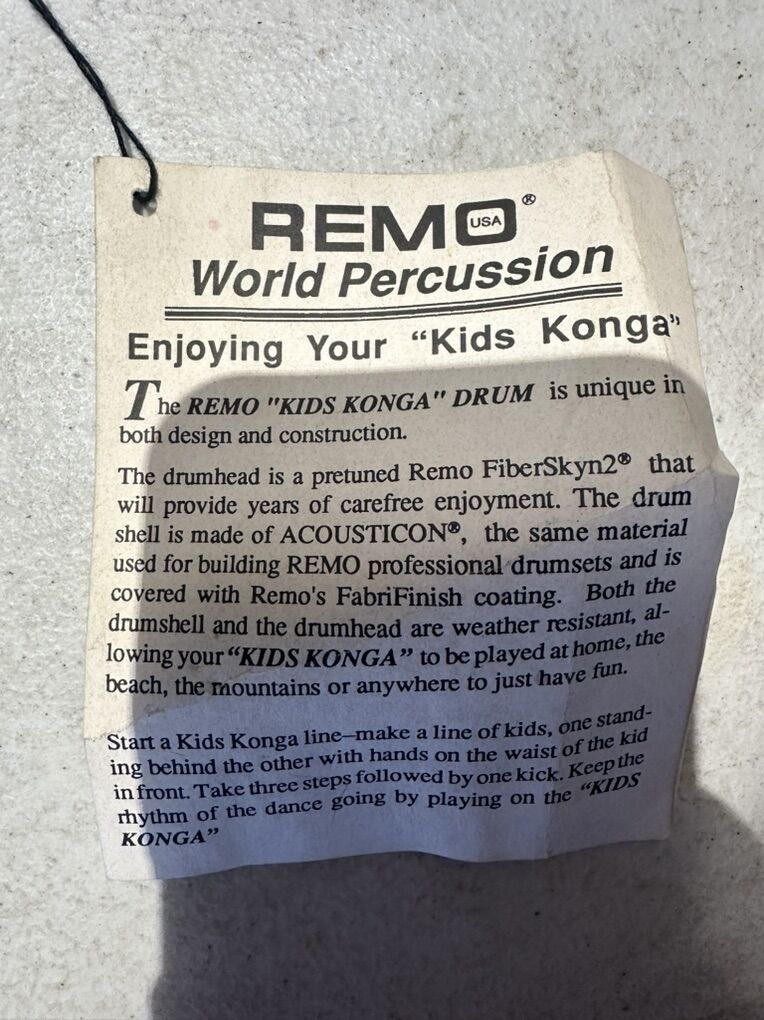 REMO USA®
World Percussion
Enjoying Your "Kids Konga"
The REMO "KIDS KONGA" DRUM is unique in
both design and construction.
The drumhead is a pretuned Remo FiberSkyn2® that
will provide years of carefree enjoyment. The drum
shell is made of ACOUSTICON®, the same material
used for building REMO professional drumsets and is
covered with Remo's FabriFinish coating. Both the
drumshell and the drumhead are weather resistant, al-
lowing your "KIDS KONGA" to be played at home, the
beach, the mountains or anywhere to just have fun.
Start a Kids Konga line–make a line of kids, one stand-
ing behind the other with hands on the waist of the kid
in front. Take three steps followed by one kick. Keep the
rhythm of the dance going by playing on the "KIDS
KONGA"